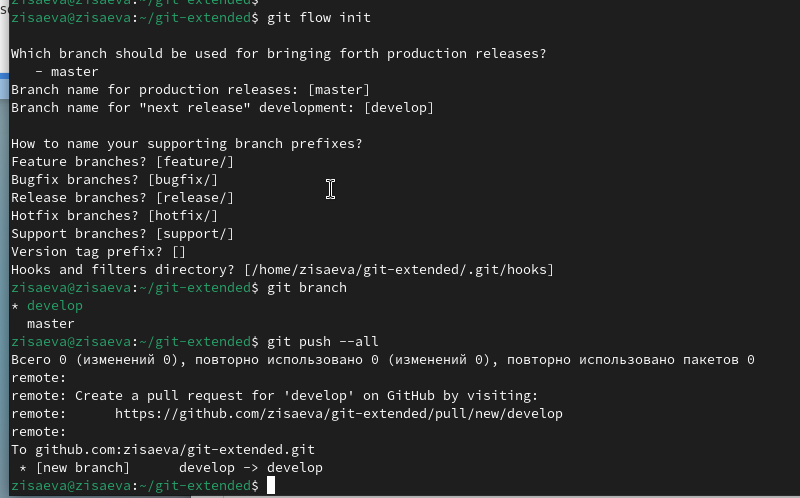 zisaeva@zisaeva:~/git-extended$
zisaeva@zisaeva:~/git-extended$ git flow init
Which branch should be used for bringing forth production releases?
- master
Branch name for production releases: [master]
Branch name for "next release" development: [develop]
How to name your supporting branch prefixes?
Feature branches? [feature/]
Bugfix branches? [bugfix/]
Release branches? [release/]
Hotfix branches? [hotfix/]
Support branches? [support/]
Version tag prefix? []
Hooks and filters directory? [/home/zisaeva/git-extended/.git/hooks]
zisaeva@zisaeva:~/git-extended$ git branch
* develop
master
zisaeva@zisaeva:~/git-extended$ git push --all
Всего 0 (изменений 0), повторно использовано 0 (изменений 0), повторно использовано пакетов 0
remote:
remote: Create a pull request for 'develop' on GitHub by visiting:
remote:      https://github.com/zisaeva/git-extended/pull/new/develop
remote:
To github.com:zisaeva/git-extended.git
* [new branch]      develop -> develop
zisaeva@zisaeva:~/git-extended$